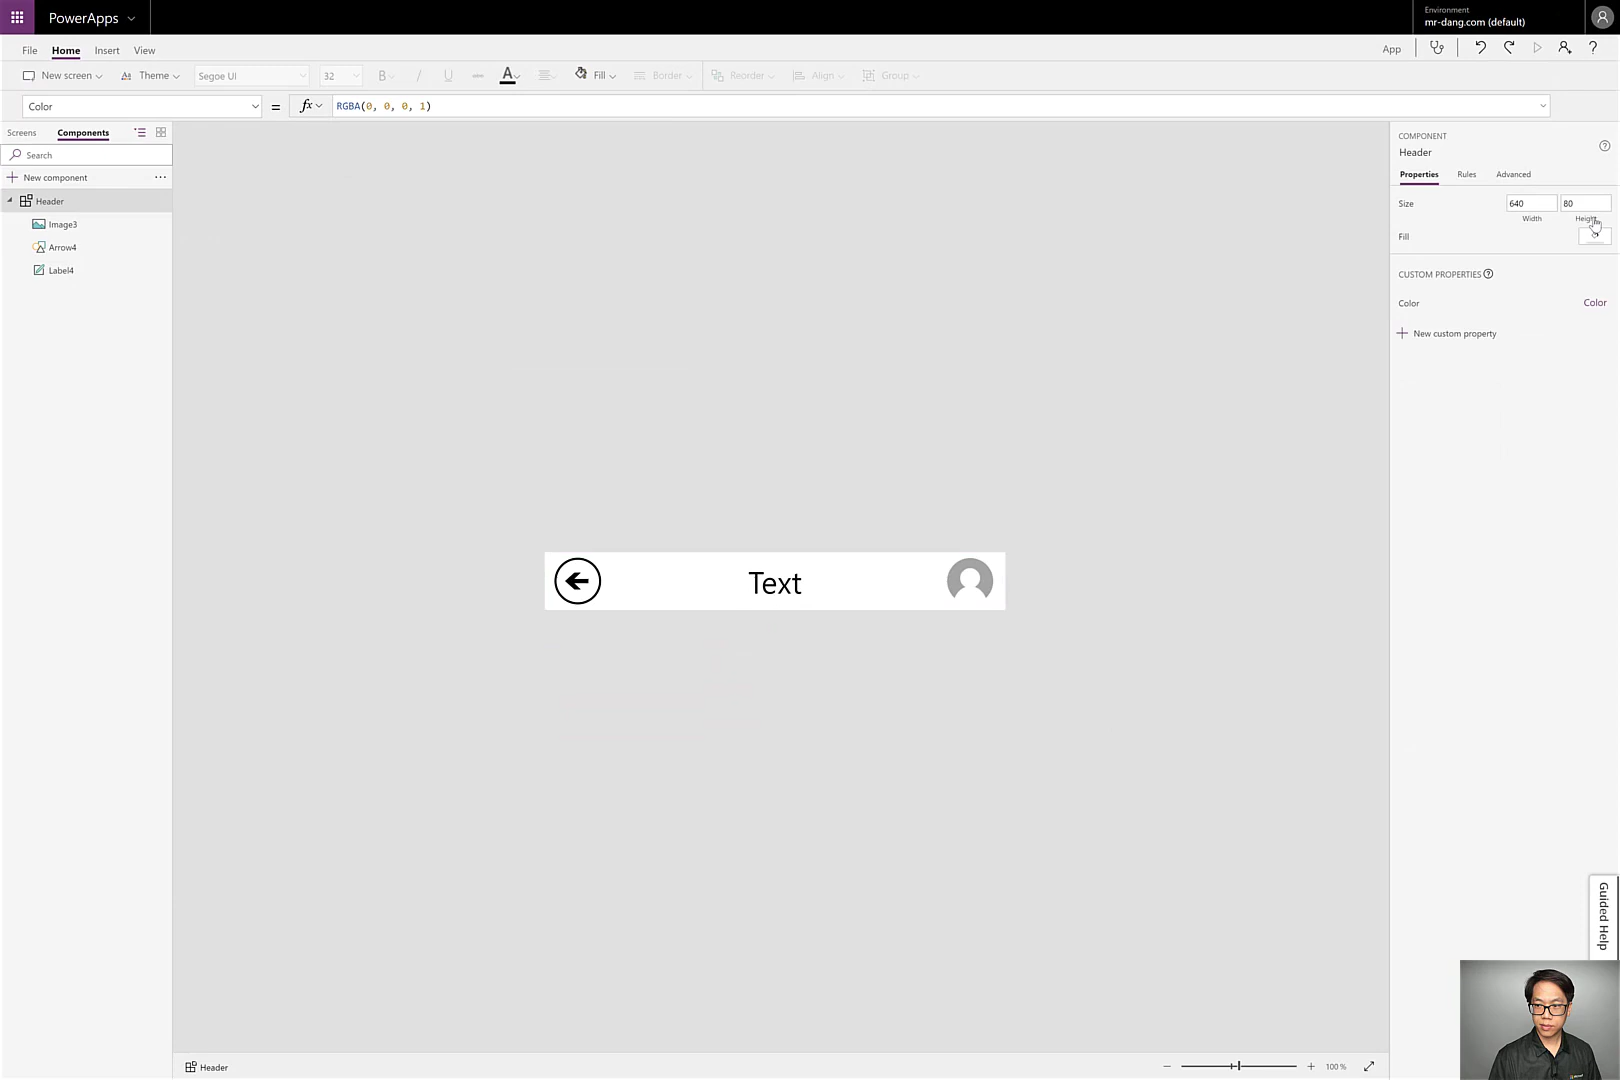 PowerApps
Environment
mr-dang.com (default)
File
Home
Insert
View
App
New screen
Theme
Segoe UI
32
B
/
U
abc
A
Fill
Border
Reorder
Align
Group
Color
=
fx
RGBA(0, 0, 0, 1)
Screens
Components
Search
New component
Header
Image3
Arrow4
Label4
Text
COMPONENT
Header
Properties
Rules
Advanced
Size
640
80
Width
Height
Fill
CUSTOM PROPERTIES
Color
Color
New custom property
Guided Help
Header
100 %